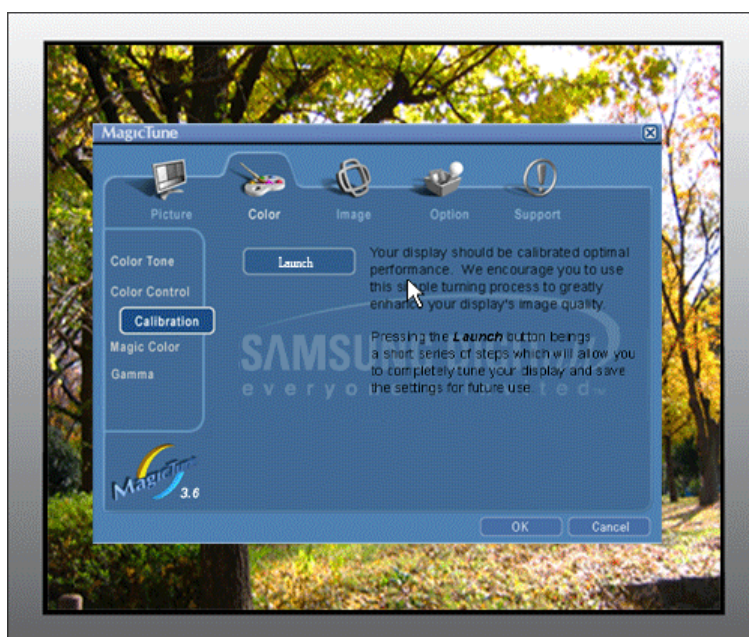 MagicTune
Picture
Color
Image
Option
Support
Color Tone
Color Control
Calibration
Magic Color
Gamma
Launch
Your display should be calibrated optimal
performance. We encourage you to use
this simple turning process to greatly
enhance your display's image quality.
Pressing the Launch button beings
a short series of steps which will allow you
to completely tune your display and save
the settings for future use
MagicTune
3.6
OK
Cancel